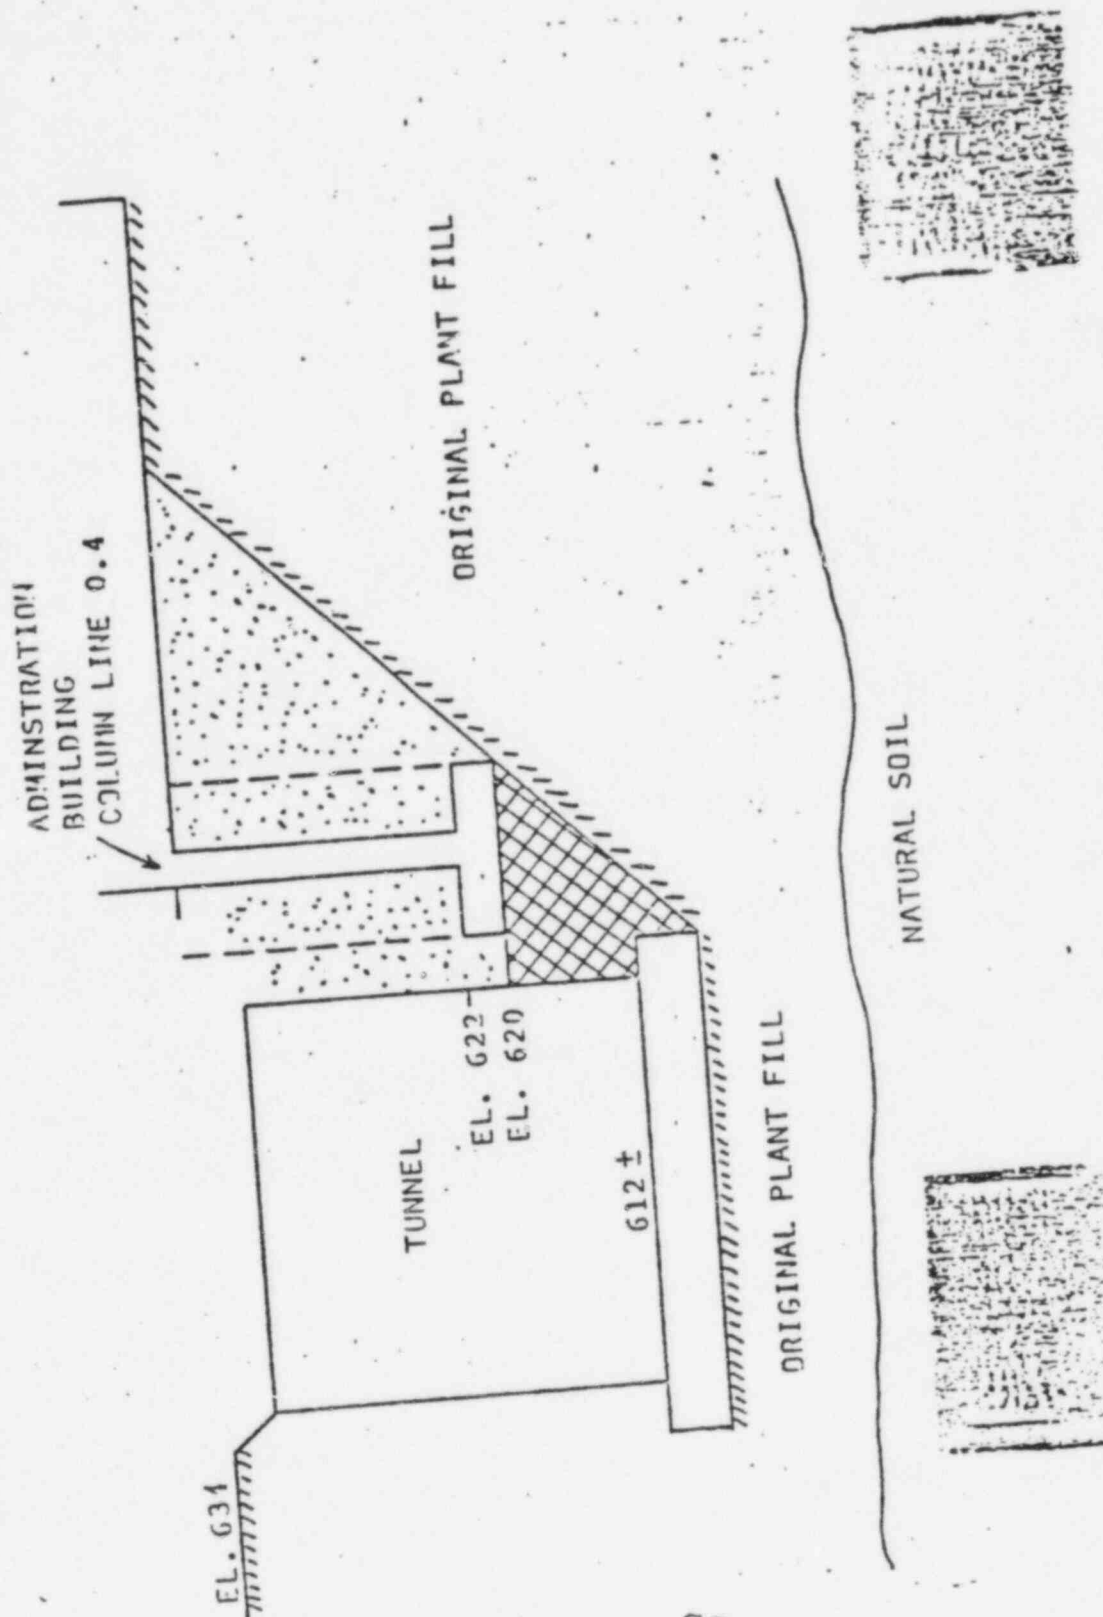 ADMINSTRATION
BUILDING
COLUMN LINE 0.4
EL. 634
TUNNEL
EL. 622
EL. 620
612 ±
ORIGINAL PLANT FILL
ORIGINAL PLANT FILL
NATURAL SOIL